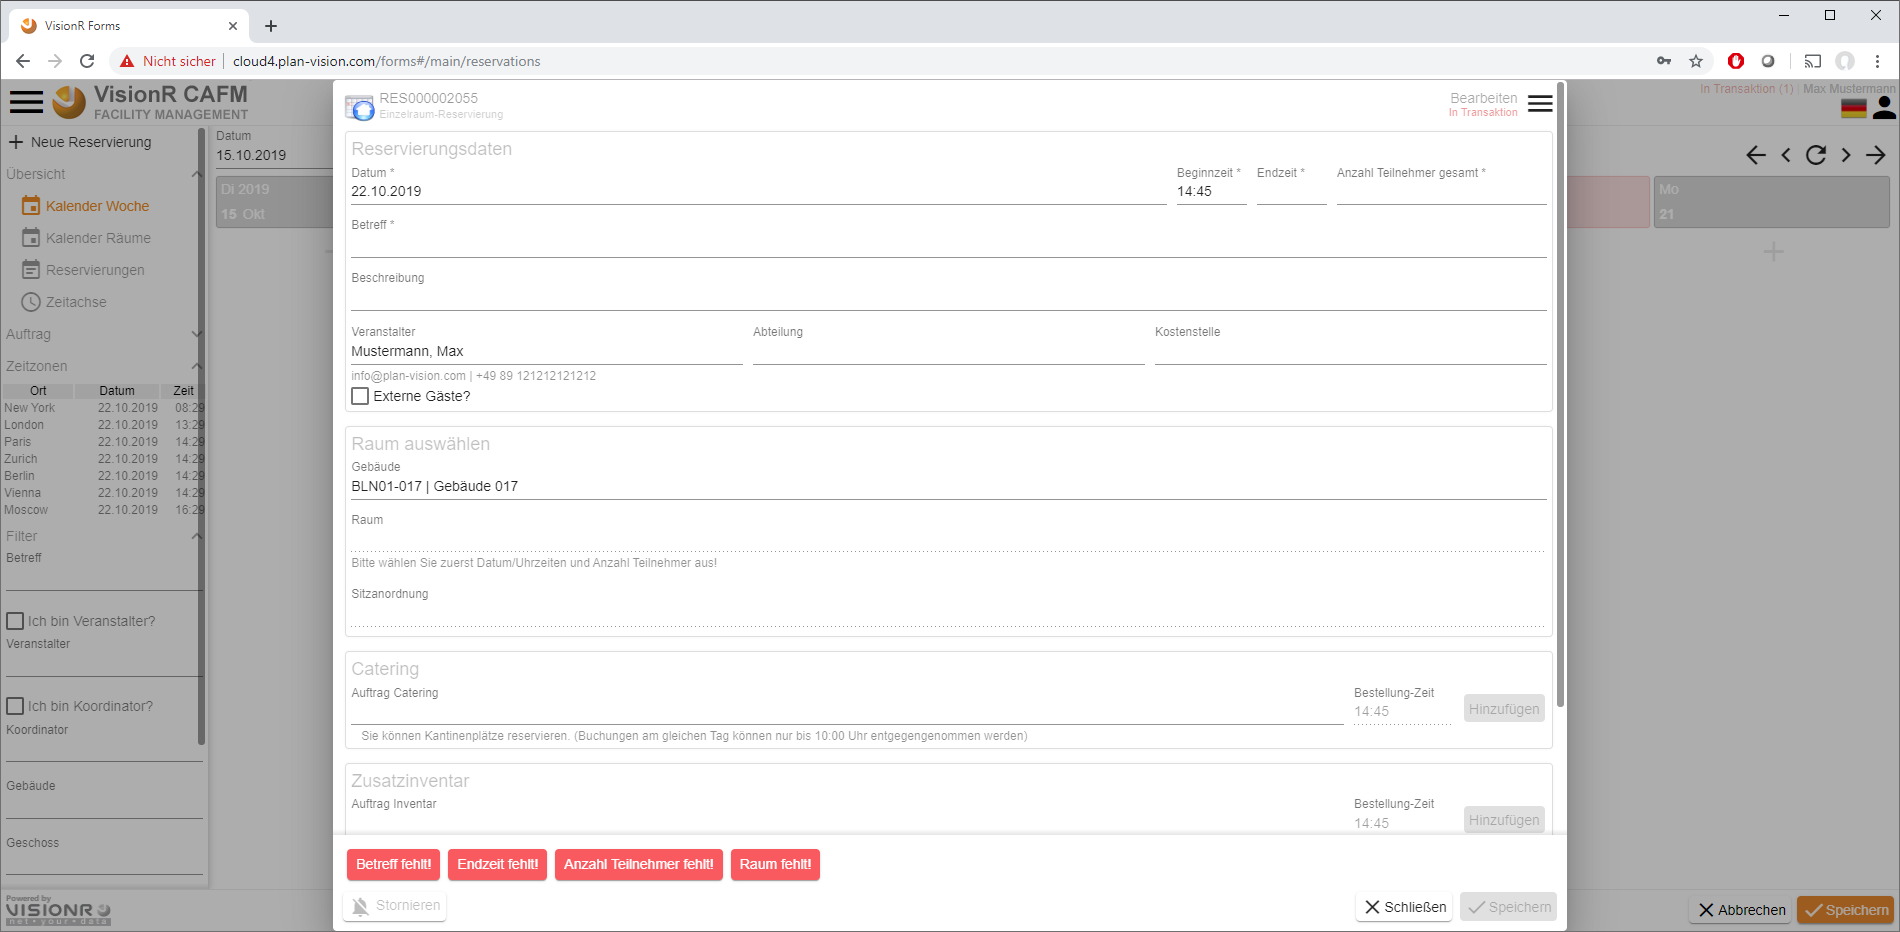 VisionR Forms
Nicht sicher | cloud4.plan-vision.com/forms#/main/reservations
VisionR CAFM
FACILITY MANAGEMENT
In Transaktion (1) | Max Mustermann
Neue Reservierung
Übersicht
Kalender Woche
Kalender Räume
Reservierungen
Zeitachse
Auftrag
Zeitzonen
Ort Datum Zeit
New York 22.10.2019 08:29
London 22.10.2019 13:29
Paris 22.10.2019 14:29
Zurich 22.10.2019 14:29
Berlin 22.10.2019 14:29
Vienna 22.10.2019 14:29
Moscow 22.10.2019 16:29
Filter
Betreff
Ich bin Veranstalter?
Veranstalter
Ich bin Koordinator?
Koordinator
Gebäude
Geschoss
Powered by
VISIONR
net • your • data
Datum
15.10.2019
Di 2019
15 Okt
Mo
21
RES000002055
Einzelraum-Reservierung
Bearbeiten
In Transaktion
Reservierungsdaten
Datum * Beginnzeit * Endzeit * Anzahl Teilnehmer gesamt *
22.10.2019 14:45
Betreff *
Beschreibung
Veranstalter Abteilung Kostenstelle
Mustermann, Max
info@plan-vision.com | +49 89 121212121212
Externe Gäste?
Raum auswählen
Gebäude
BLN01-017 | Gebäude 017
Raum
Bitte wählen Sie zuerst Datum/Uhrzeiten und Anzahl Teilnehmer aus!
Sitzanordnung
Catering
Auftrag Catering Bestellung-Zeit
14:45 Hinzufügen
Sie können Kantinenplätze reservieren. (Buchungen am gleichen Tag können nur bis 10:00 Uhr entgegengenommen werden)
Zusatzinventar
Auftrag Inventar Bestellung-Zeit
14:45 Hinzufügen
Betreff fehlt! Endzeit fehlt! Anzahl Teilnehmer fehlt! Raum fehlt!
Stornieren Schließen Speichern
Abbrechen Speichern